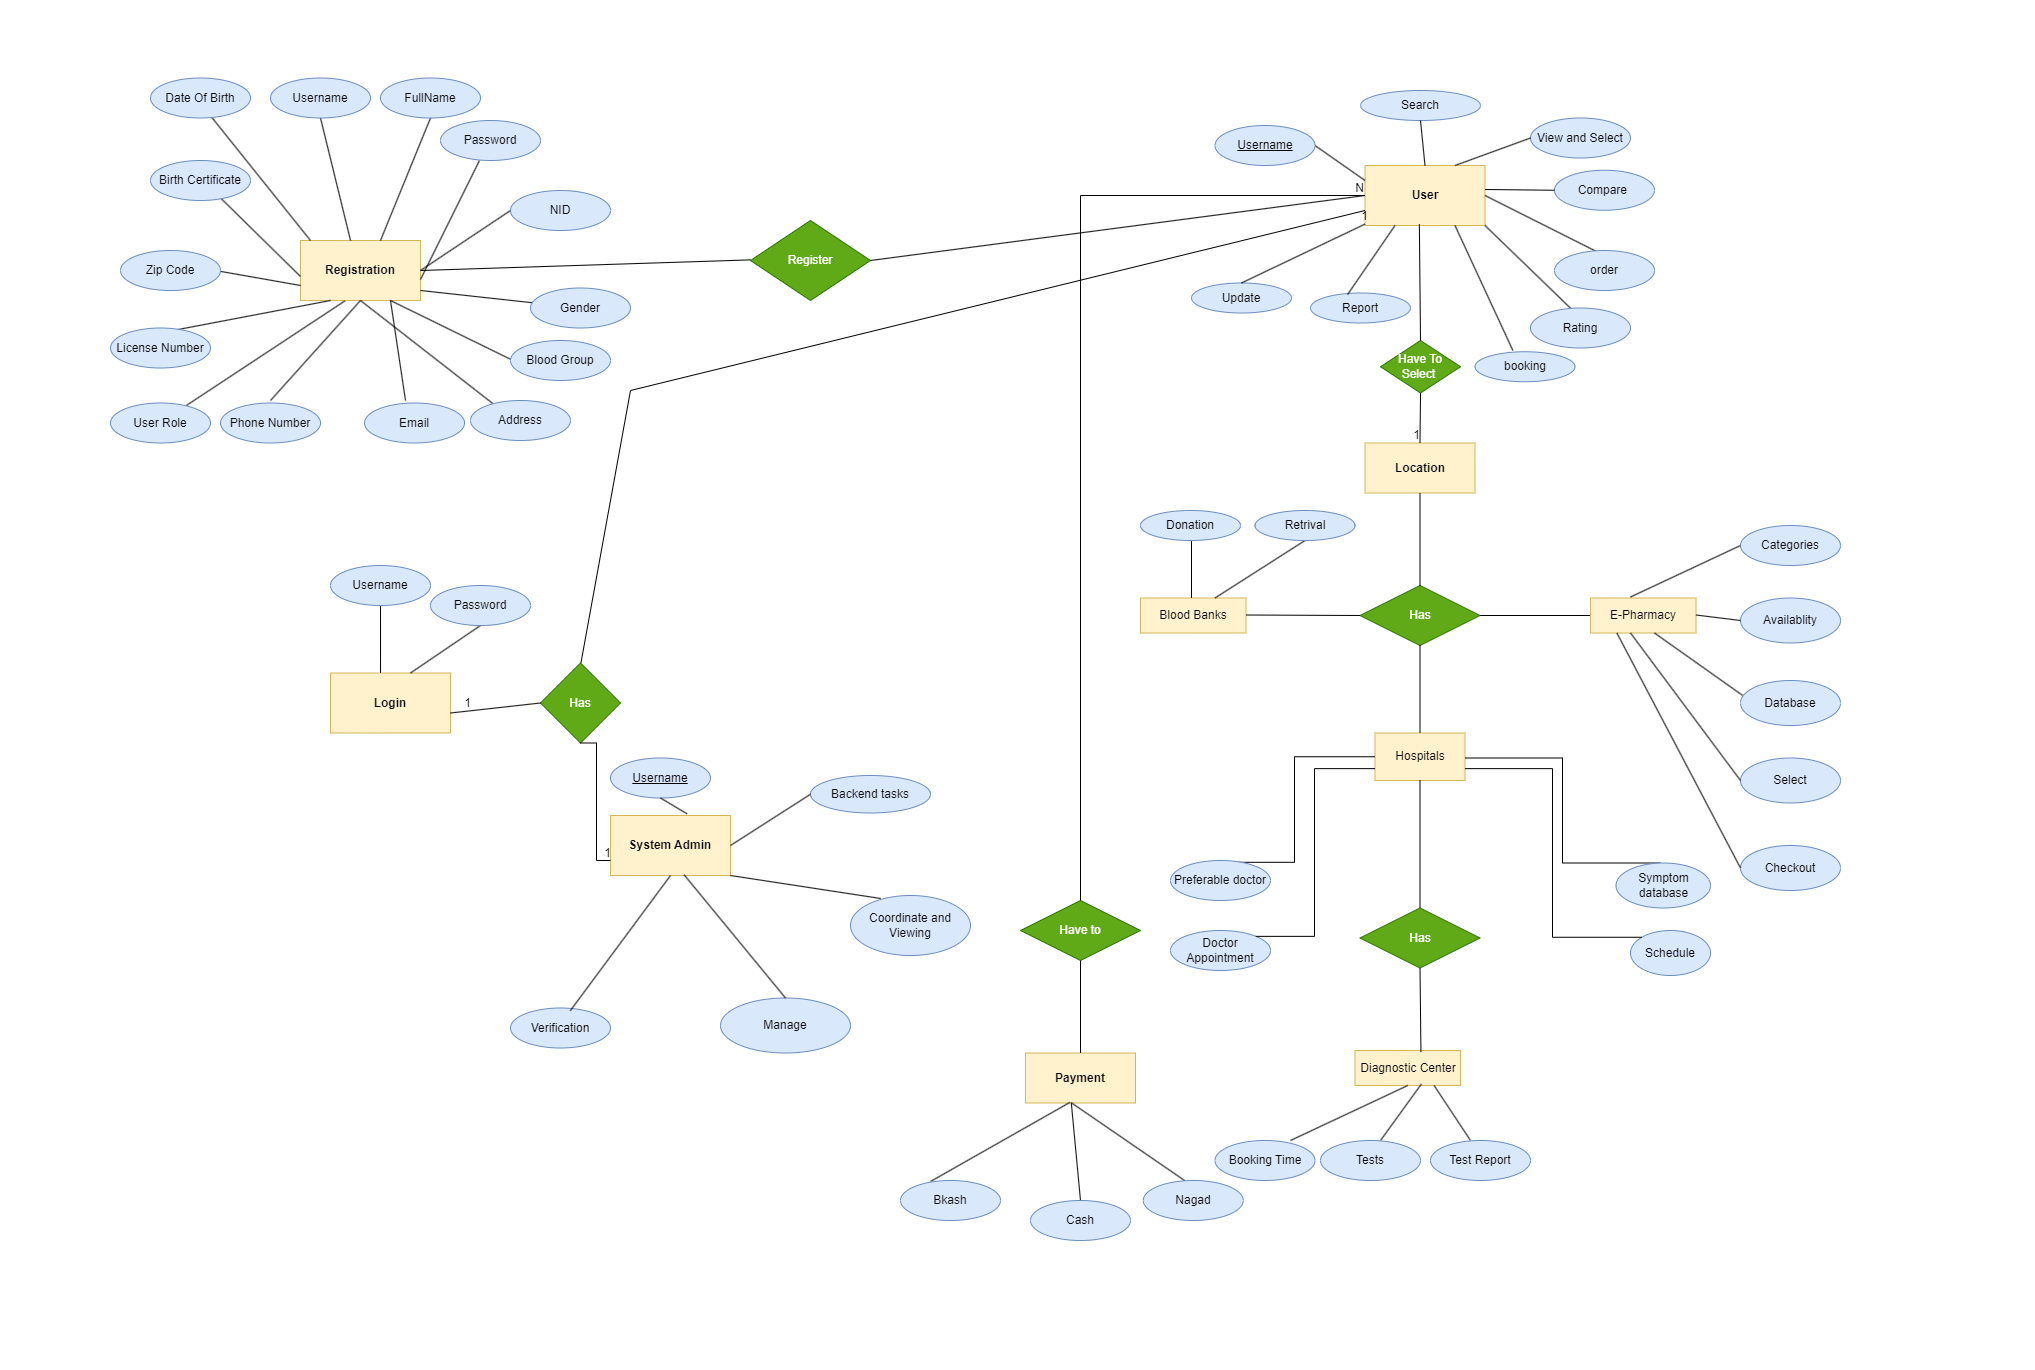 Date Of Birth
Username
FullName
Password
Birth Certificate
NID
Registration
Zip Code
Gender
License Number
Blood Group
User Role
Phone Number
Email
Address
Register
Search
Username
View and Select
N
User
Compare
1
order
Update
Report
Rating
Have To
Select
booking
1
Location
Donation
Retrival
Categories
Blood Banks
Has
E-Pharmacy
Availablity
Database
Hospitals
Select
Checkout
Preferable doctor
Symptom
database
Doctor
Appointment
Has
Schedule
Diagnostic Center
Booking Time
Tests
Test Report
Username
Password
Login
1
Has
Username
Backend tasks
1
System Admin
Coordinate and
Viewing
Verification
Manage
Have to
Payment
Bkash
Cash
Nagad